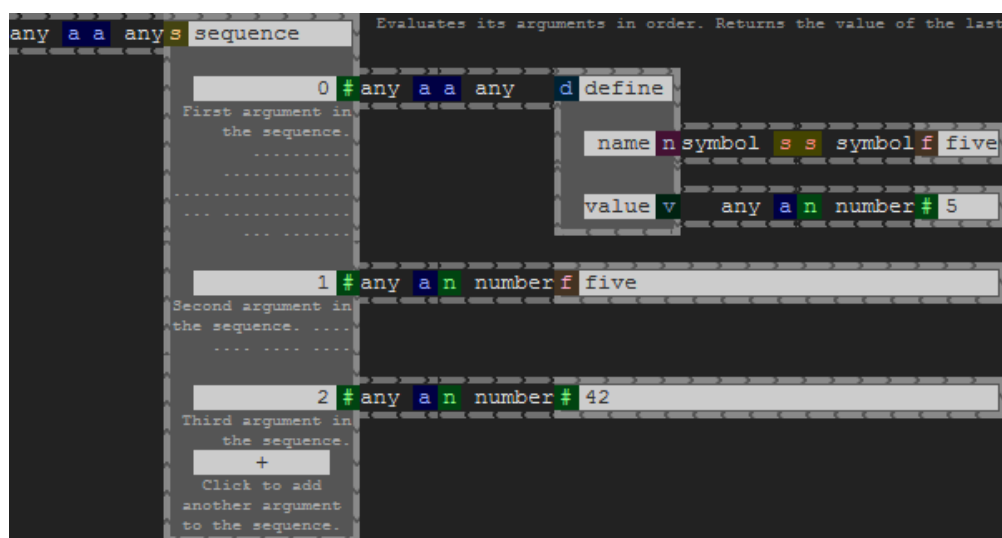 Evaluates its arguments in order. Returns the value of the last
any a a any s sequence
0 # any a a any d define
First argument in
the sequence.
name n symbol s s symbol f five
value v any a n number # 5
1 # any a n number f five
Second argument in
the sequence. ....
2 # any a n number # 42
Third argument in
the sequence.
+
Click to add
another argument
to the sequence.